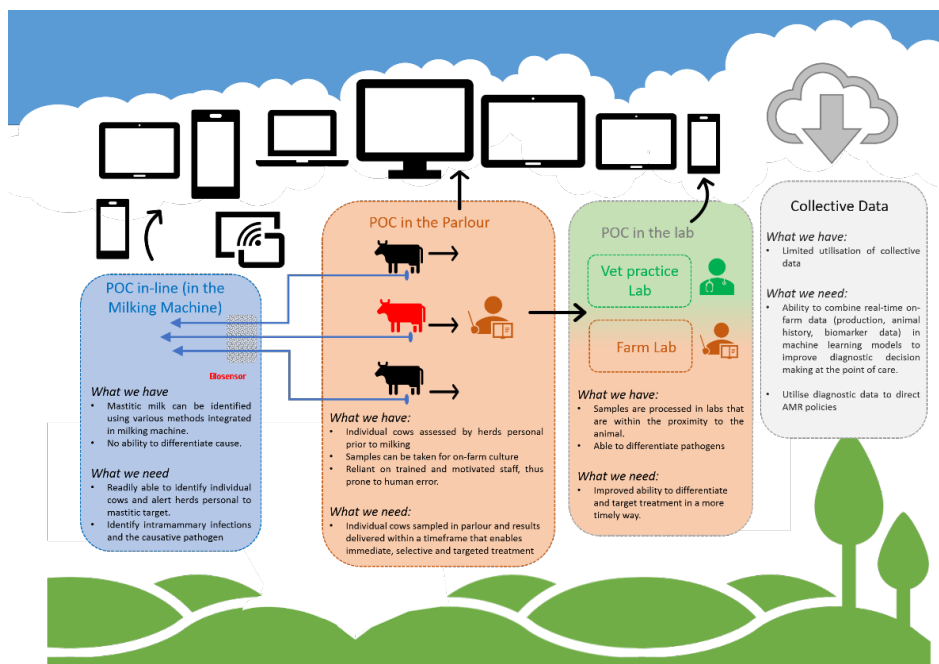 POC in-line (in the
Milking Machine)
Biosensor
What we have
• Mastitic milk can be identified
using various methods integrated
in milking machine.
• No ability to differentiate cause.
What we need
• Readily able to identify individual
cows and alert herds personal to
mastitic target.
• Identify intramammary infections
and the causative pathogen
POC in the Parlour
What we have:
• Individual cows assessed by herds personal
prior to milking
• Samples can be taken for on-farm culture
• Reliant on trained and motivated staff, thus
prone to human error.
What we need:
• Individual cows sampled in parlour and results
delivered within a timeframe that enables
immediate, selective and targeted treatment
POC in the lab
Vet practice
Lab
Farm Lab
What we have:
• Samples are processed in labs that
are within the proximity to the
animal.
• Able to differentiate pathogens
What we need:
• Improved ability to differentiate
and target treatment in a more
timely way.
Collective Data
What we have:
• Limited utilisation of collective
data
What we need:
• Ability to combine real-time on-
farm data (production, animal
history, biomarker data) in
machine learning models to
improve diagnostic decision
making at the point of care.
• Utilise diagnostic data to direct
AMR policies